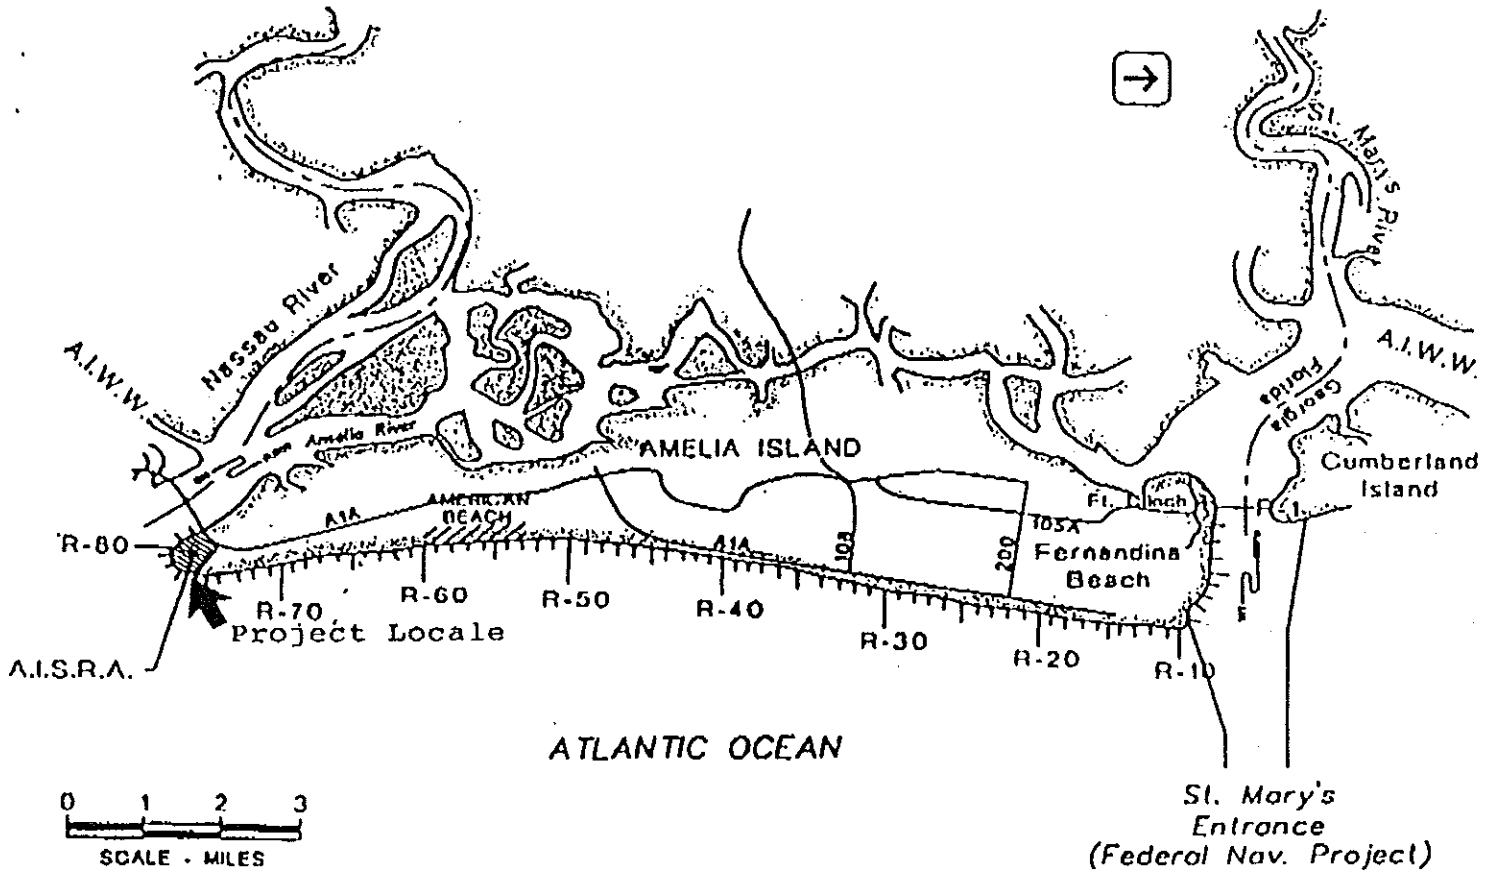 St. Mary's River
Nassau River
A.I.W.W.
A.I.W.W.
Florida
Georgia
Amelia River
AMELIA ISLAND
Cumberland
Island
AMERICAN
BEACH
A1A
A1A
Ft.
Clinch
R-1
105A
108
200
Fernandina
Beach
R-80
R-70
R-60
R-50
R-40
R-30
R-20
R-10
Project Locale
A.I.S.R.A.
ATLANTIC OCEAN
0 1 2 3
SCALE - MILES
St. Mary's
Entrance
(Federal Nav. Project)